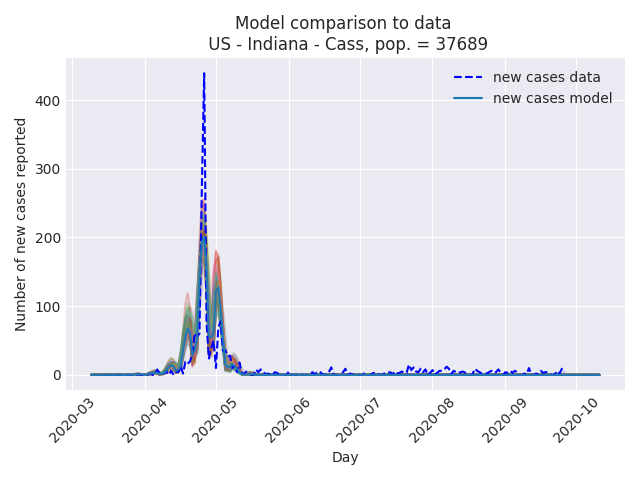 Model comparison to data
US - Indiana - Cass, pop. = 37689
new cases data
new cases model
Number of new cases reported
400
300
200
100
0
2020-03
2020-04
2020-05
2020-06
2020-07
2020-08
2020-09
2020-10
Day